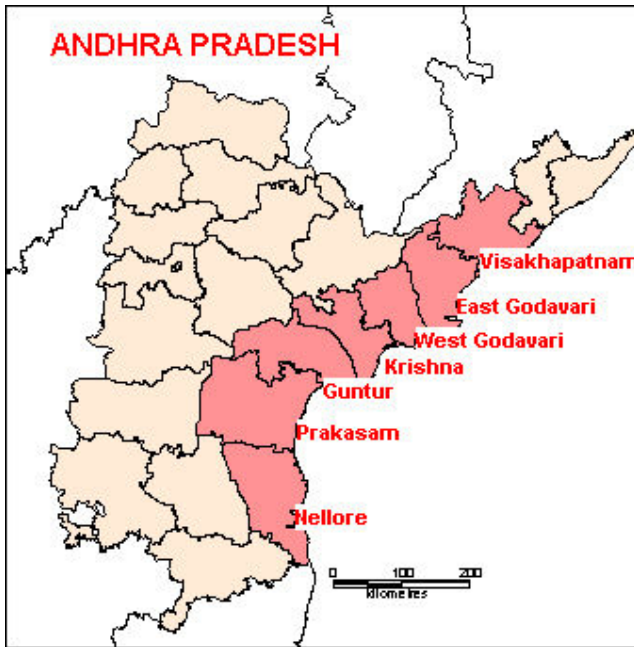 ANDHRA PRADESH
Visakhapatnam
East Godavari
West Godavari
Krishna
Guntur
Prakasam
Nellore
0 100 200
kilometres